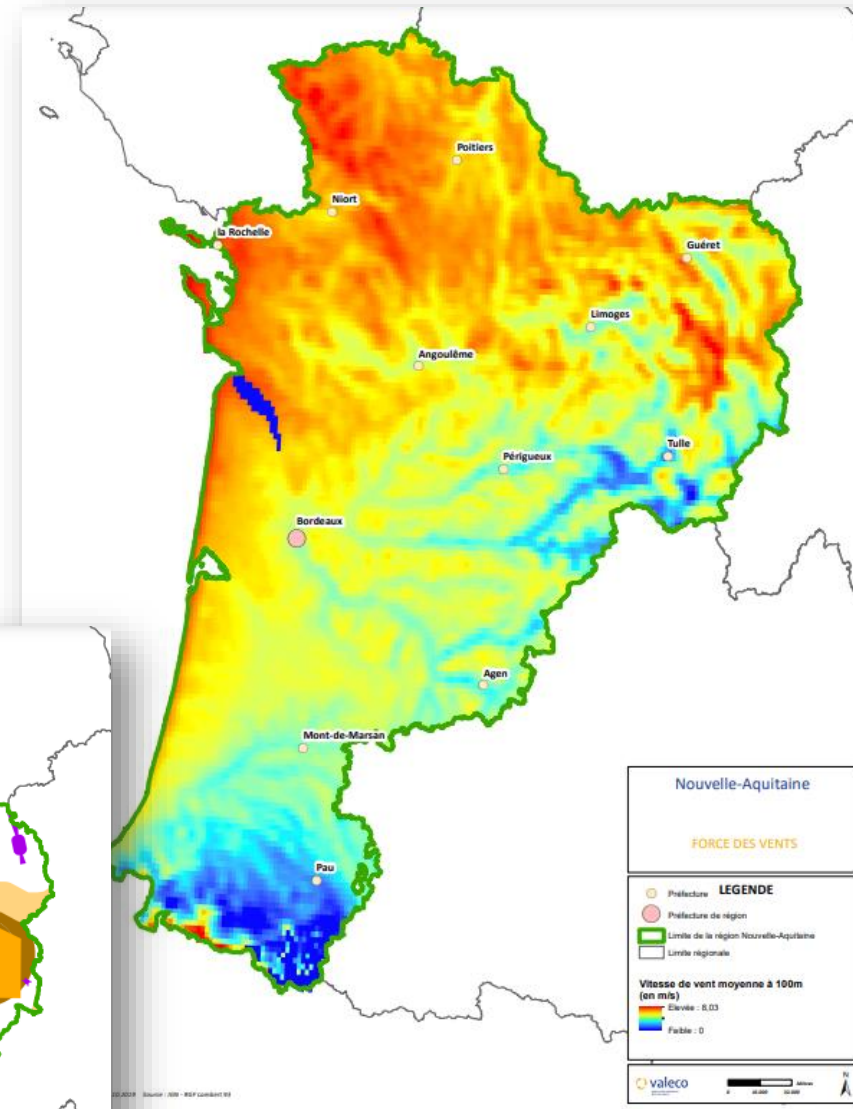 Poitiers
Niort
la Rochelle
Guéret
Limoges
Angoulême
Tulle
Périgueux
Bordeaux
Agen
Mont-de-Marsan
Pau
Nouvelle-Aquitaine
FORCE DES VENTS
LEGENDE
Préfecture
Préfecture de région
Limite de la région Nouvelle-Aquitaine
Limite régionale
Vitesse de vent moyenne à 100m
(en m/s)
Elevée : 8,03
Faible : 0
valeco
N